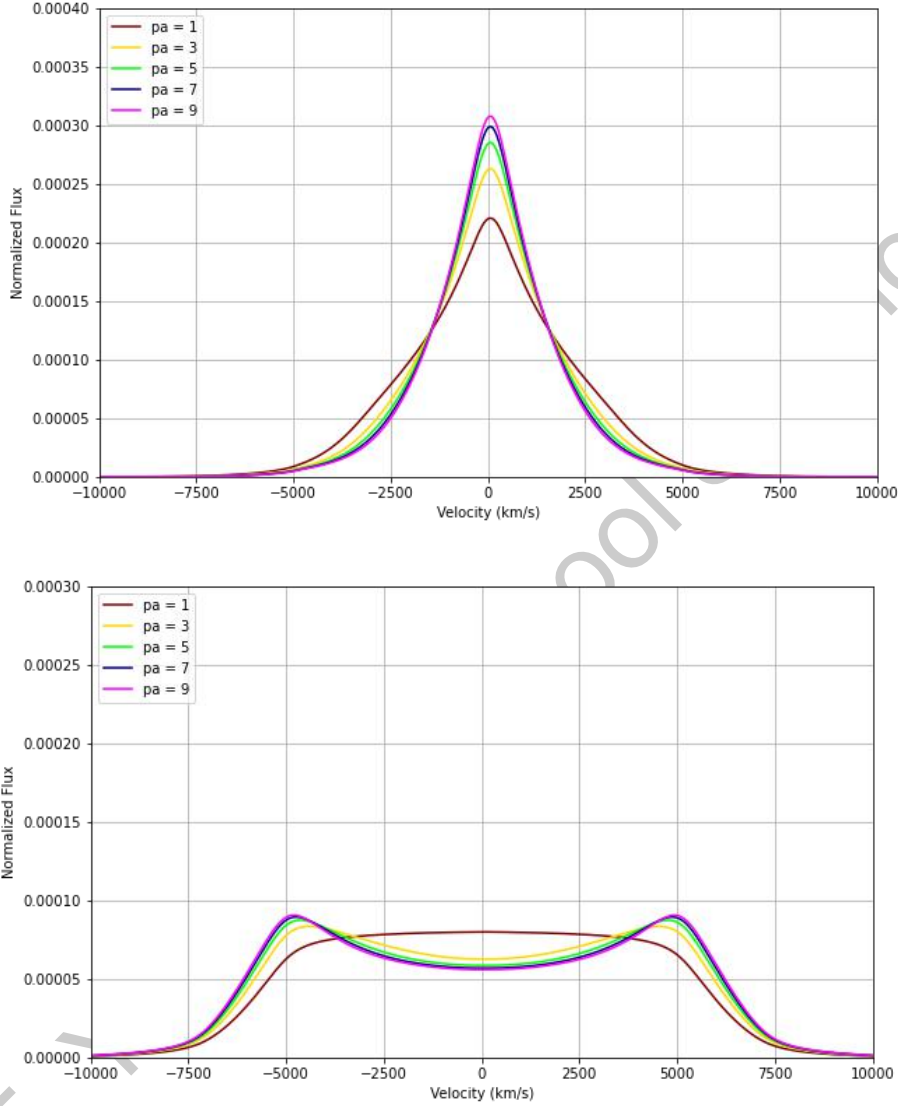 0.00040
pa = 1
pa = 3
pa = 5
pa = 7
pa = 9
0.00035
0.00030
0.00025
0.00020
0.00015
0.00010
0.00005
0.00000
Normalized Flux
−10000 −7500 −5000 −2500 0 2500 5000 7500 10000
Velocity (km/s)
0.00030
pa = 1
pa = 3
pa = 5
pa = 7
pa = 9
0.00025
0.00020
0.00015
0.00010
0.00005
0.00000
Normalized Flux
−10000 −7500 −5000 −2500 0 2500 5000 7500 10000
Velocity (km/s)